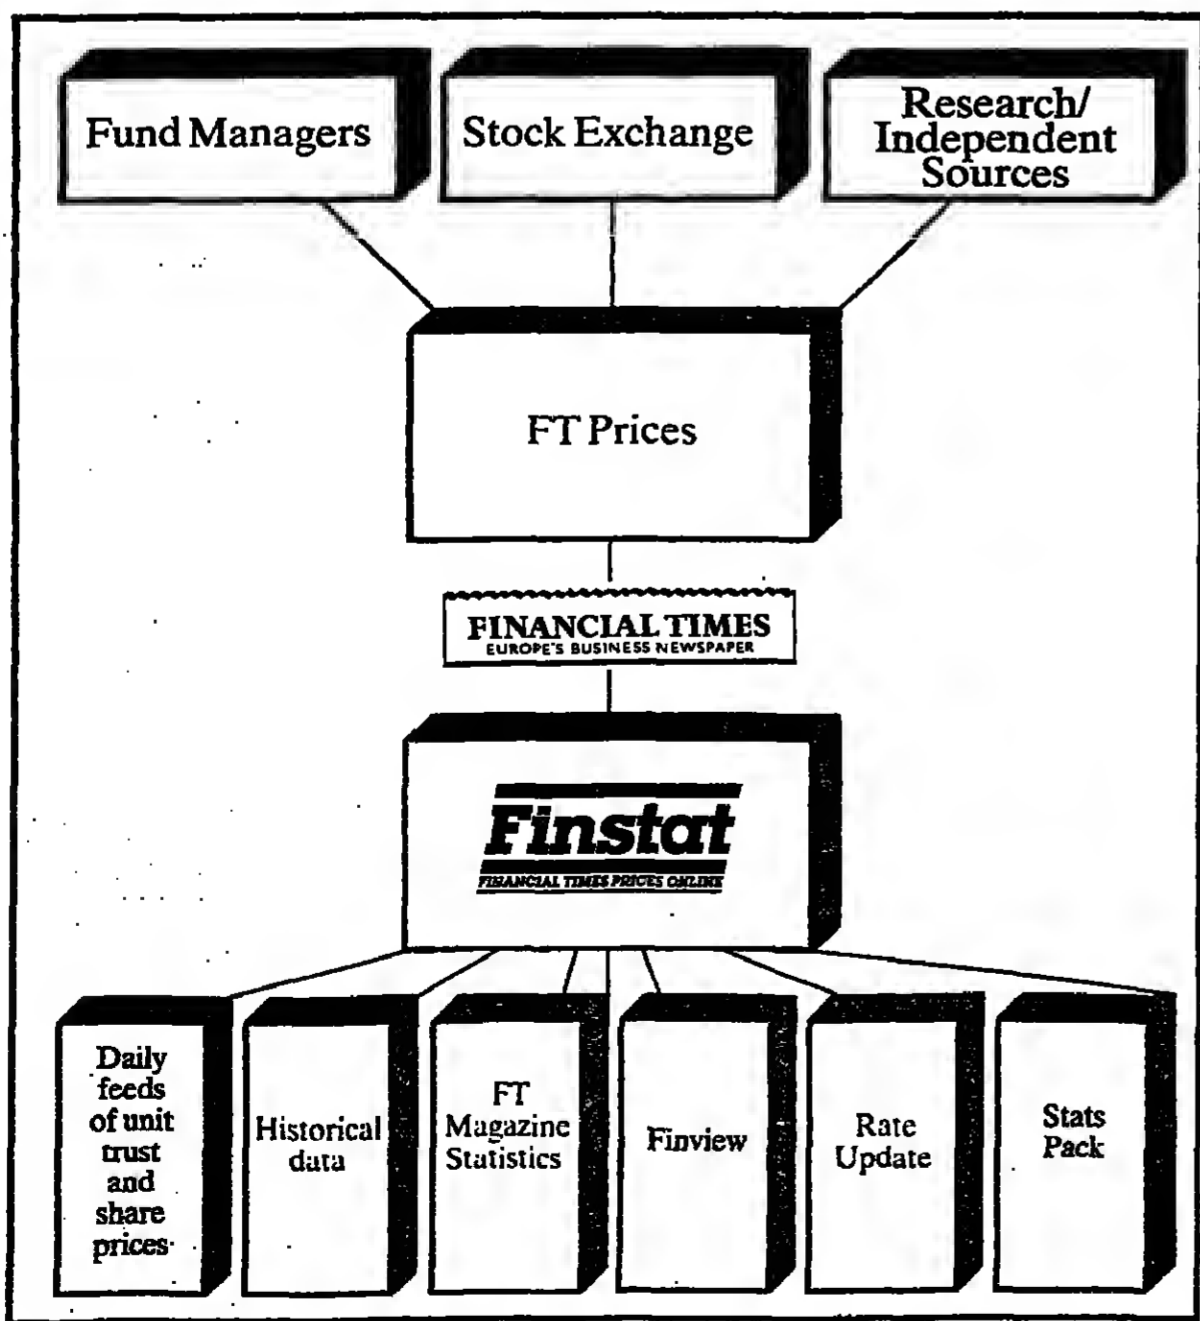 Fund Managers
Stock Exchange
Research/
Independent
Sources
FT Prices
FINANCIAL TIMES
EUROPE'S BUSINESS NEWSPAPER
Finstat
FINANCIAL TIMES PRICES ONLINE
Daily
feeds
of unit
trust
and
share
prices
Historical
data
FT
Magazine
Statistics
Finview
Rate
Update
Stats
Pack